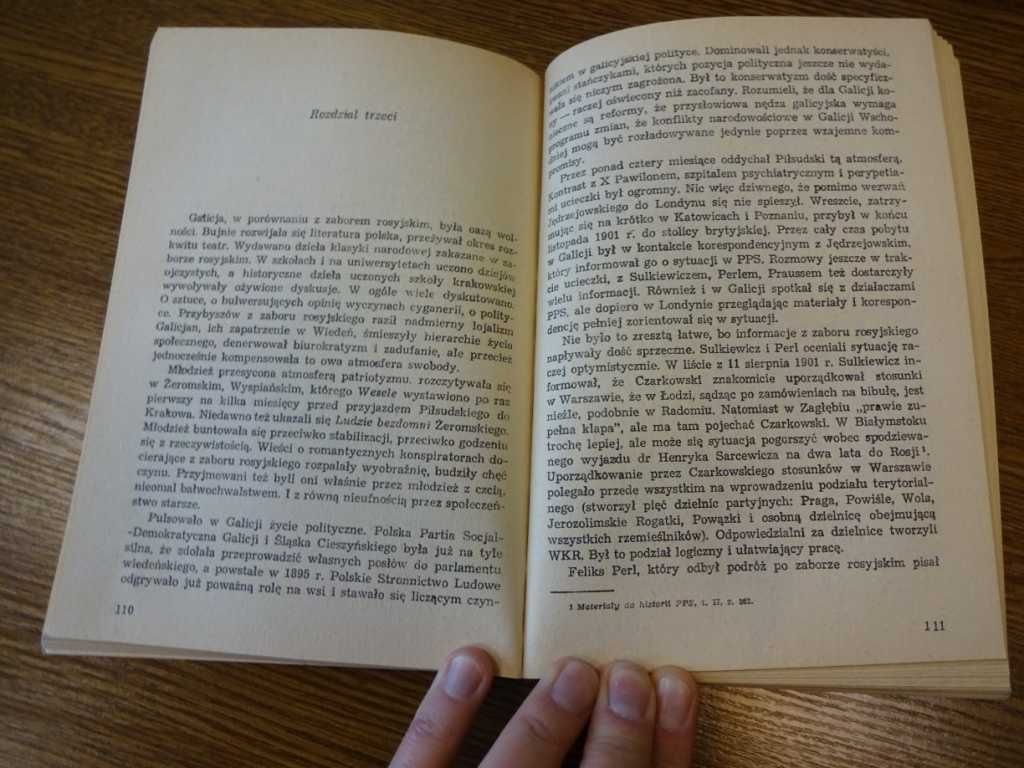 Rozdział trzeci
Galicja, w porównaniu z zaborem rosyjskim, była oazą wol-
ności. Bujnie rozwijała się literatura polska, przeżywał okres roz-
kwitu teatr. Wydawano dzieła klasyki narodowej zakazane w za-
borze rosyjskim. W szkołach i na uniwersytetach uczono dziejów
ojczystych, a historyczne dzieła uczonych szkoły krakowskiej
wywoływały ożywione dyskusje. W ogóle wiele dyskutowano.
O sztuce, o bulwersujących opinię wyczynach cyganerii, o polity-
ce. Przybyszów z zaboru rosyjskiego raził nadmierny lojalizm
Galicjan, ich zapatrzenie w Wiedeń, śmieszyły hierarchie życia
społecznego, denerwował biurokratyzm i zadufanie, ale przecież
jednocześnie kompensowała to owa atmosfera swobody.
Młodzież przesycona atmosferą patriotyzmu, rozczytywała się
w Żeromskim, Wyspiańskim, którego Wesele wystawiono po raz
pierwszy na kilka miesięcy przed przyjazdem Piłsudskiego do
Krakowa. Niedawno też ukazali się Ludzie bezdomni Żeromskiego.
Młodzież buntowała się przeciwko stabilizacji, przeciwko godzeniu
się z rzeczywistością. Wieści o romantycznych konspiratorach do-
cierające z zaboru rosyjskiego rozpalały wyobraźnię, budziły chęć
czynu. Przyjmowani też byli oni właśnie przez młodzież z czcią,
nieomal bałwochwalstwem. I z równą nieufnością przez społeczeń-
stwo starsze.
Pulsowało w Galicji życie polityczne. Polska Partia Socjal-
-Demokratyczna Galicji i Śląska Cieszyńskiego była już na tyle
silna, że zdołała przeprowadzić własnych posłów do parlamentu
wiedeńskiego, a powstałe w 1895 r. Polskie Stronnictwo Ludowe
odgrywało już poważną rolę na wsi i stawało się liczącym czyn-
110
nikiem w galicyjskiej polityce. Dominowali jednak konserwatyści,
zwani stańczykami, których pozycja polityczna jeszcze nie wyda-
wała się niczym zagrożona. Był to konserwatyzm dość specyficz-
ny — raczej oświecony niż zacofany. Rozumieli, że dla Galicji ko-
nieczne są reformy, że przysłowiowa nędza galicyjska wymaga
programu zmian, że konflikty narodowościowe w Galicji Wscho-
dniej mogą być rozładowywane jedynie poprzez wzajemne kom-
promisy.
Przez ponad cztery miesiące oddychał Piłsudski tą atmosferą.
Kontrast z X Pawilonem, szpitalem psychiatrycznym i perypetia-
mi ucieczki był ogromny. Nic więc dziwnego, że pomimo wezwań
Jędrzejowskiego do Londynu się nie spieszył. Wreszcie, zatrzy-
mując się na krótko w Katowicach i Poznaniu, przybył w końcu
listopada 1901 r. do stolicy brytyjskiej. Przez cały czas pobytu
w Galicji był w kontakcie korespondencyjnym z Jędrzejowskim,
który informował go o sytuacji w PPS. Rozmowy jeszcze w trak-
cie ucieczki, z Sulkiewiczem, Perlem, Praussem też dostarczyły
wielu informacji. Również i w Galicji spotkał się z działaczami
PPS, ale dopiero w Londynie przeglądając materiały i korespon-
dencję pełniej zorientował się w sytuacji.
Nie było to zresztą łatwe, bo informacje z zaboru rosyjskiego
napływały dość sprzeczne. Sulkiewicz i Perl oceniali sytuację ra-
czej optymistycznie. W liście z 11 sierpnia 1901 r. Sulkiewicz in-
formował, że Czarkowski znakomicie uporządkował stosunki
w Warszawie, że w Łodzi, sądząc po zamówieniach na bibułę, jest
nieźle, podobnie w Radomiu. Natomiast w Zagłębiu „prawie zu-
pełna klapa”, ale ma tam pojechać Czarkowski. W Białymstoku
trochę lepiej, ale może się sytuacja pogorszyć wobec spodziewa-
nego wyjazdu dr Henryka Sarcewicza na dwa lata do Rosji¹.
Uporządkowanie przez Czarkowskiego stosunków w Warszawie
polegało przede wszystkim na wprowadzeniu podziału terytorial-
nego (stworzył pięć dzielnic partyjnych: Praga, Powiśle, Wola,
Jerozolimskie Rogatki, Powązki i osobną dzielnicę obejmującą
wszystkich rzemieślników). Odpowiedzialni za dzielnice tworzyli
WKR. Był to podział logiczny i ułatwiający pracę.
Feliks Perl, który odbył podróż po zaborze rosyjskim pisał
¹ Materiały do historii PPS, t. II, s. 262.
111